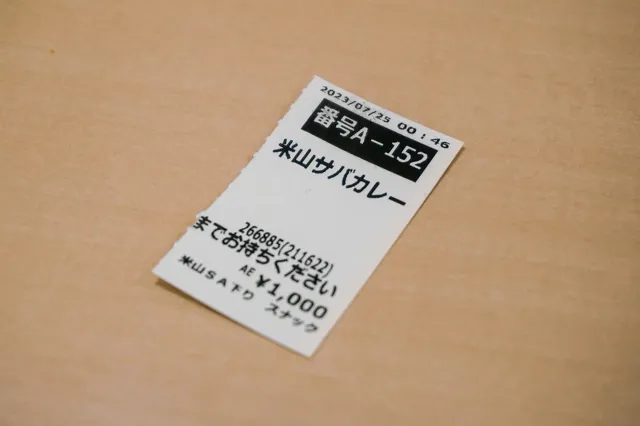 2023/07/25 00:46
番号A-152
米山サバカレー
266885(211622)
までお持ちください
AE ¥1,000
米山SA下り スナック